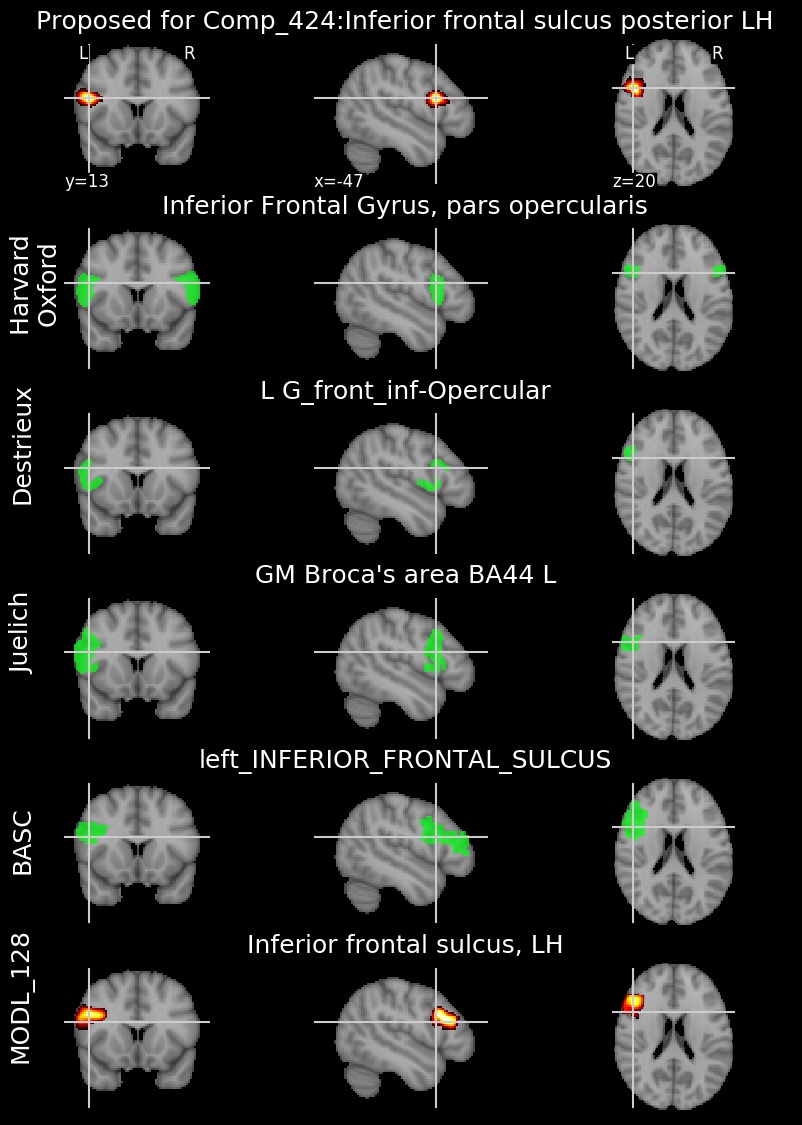 Proposed for Comp_424:Inferior frontal sulcus posterior LH
L R L R
y=13 x=-47 z=20
Inferior Frontal Gyrus, pars opercularis
Harvard
Oxford
L G_front_inf-Opercular
Destrieux
GM Broca's area BA44 L
Juelich
left_INFERIOR_FRONTAL_SULCUS
BASC
Inferior frontal sulcus, LH
MODL_128